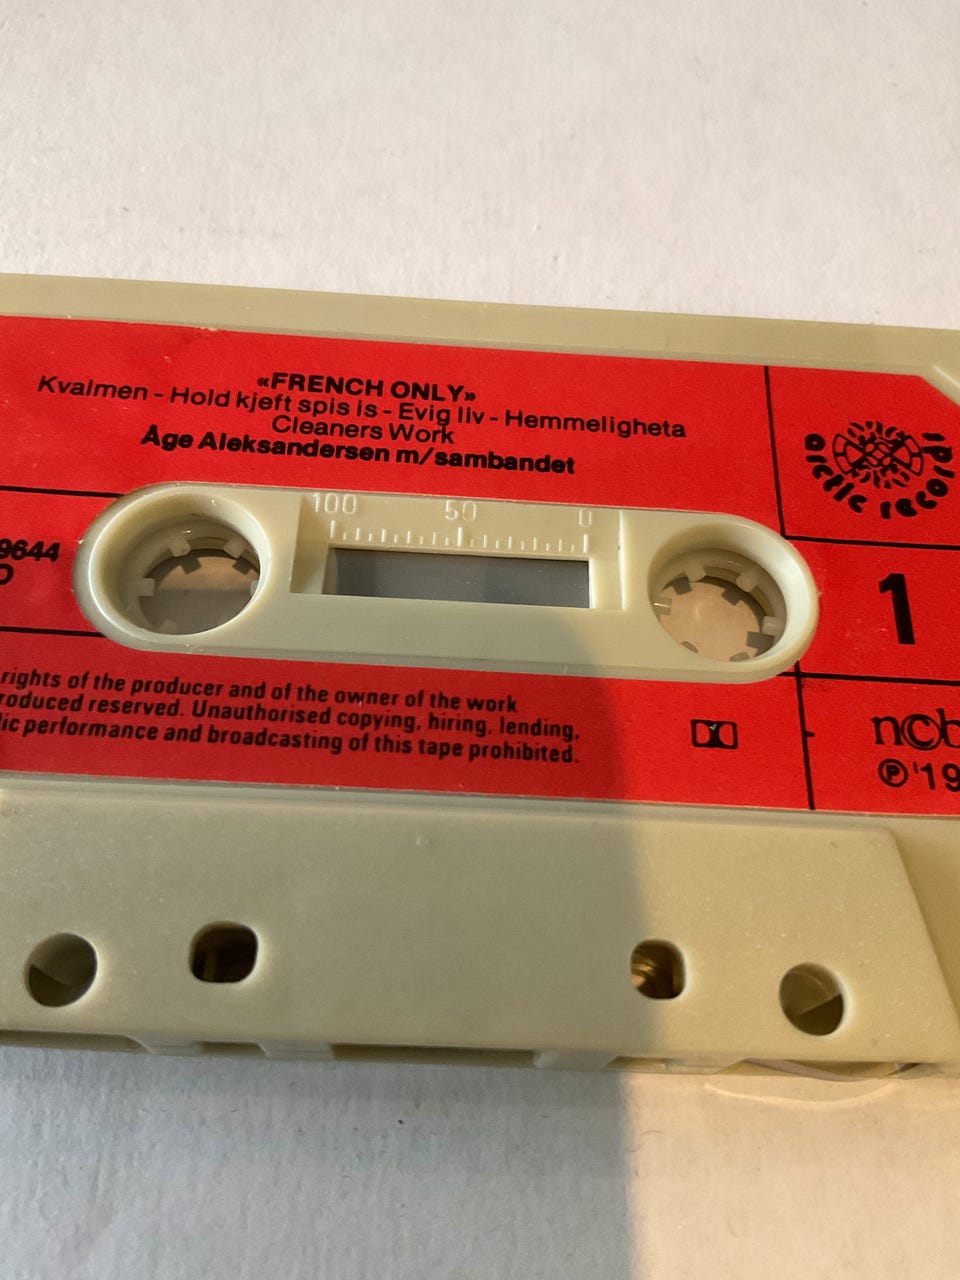 «FRENCH ONLY»
Kvalmen - Hold kjeft spis is - Evig liv - Hemmeligheta
Cleaners Work
Åge Aleksandersen m/sambandet
arctic records
100 50 0
9644
O
1
rights of the producer and of the owner of the work
roduced reserved. Unauthorised copying, hiring, lending,
lic performance and broadcasting of this tape prohibited.
n©b
℗ '19